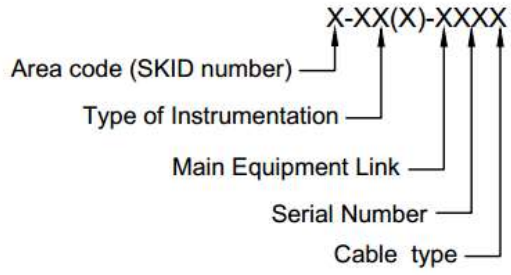 X-XX(X)-XXXX
Area code (SKID number)
Type of Instrumentation
Main Equipment Link
Serial Number
Cable type